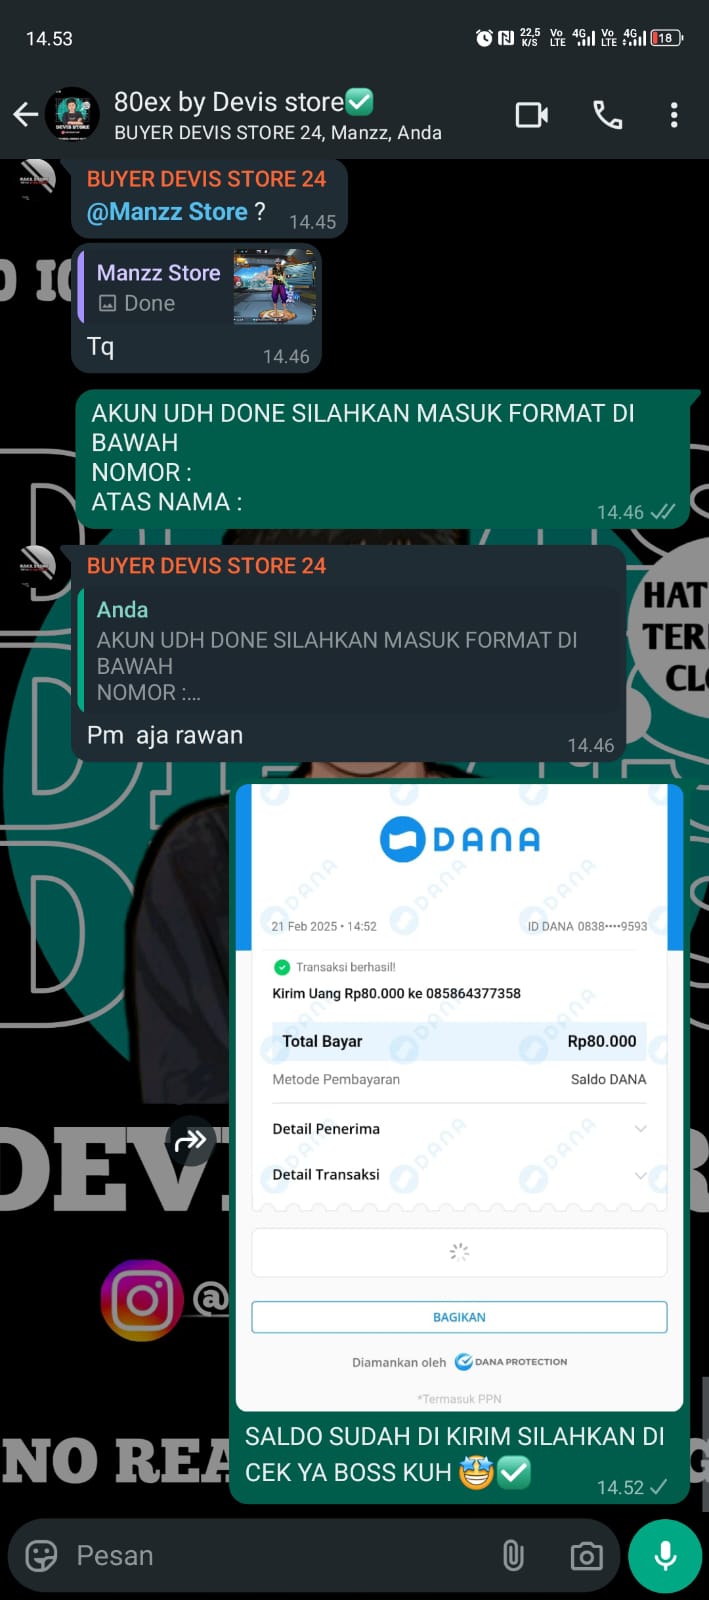 14.53
22,5
K/S
Vo
LTE
4G
Vo
LTE
4G
18
80ex by Devis store✅
BUYER DEVIS STORE 24, Manzz, Anda
BUYER DEVIS STORE 24
@Manzz Store ?
14.45
Manzz Store
Done
Tq
14.46
AKUN UDH DONE SILAHKAN MASUK FORMAT DI
BAWAH
NOMOR :
ATAS NAMA :
14.46
BUYER DEVIS STORE 24
Anda
AKUN UDH DONE SILAHKAN MASUK FORMAT DI
BAWAH
NOMOR :...
Pm aja rawan
14.46
HAT
TER
CL
DANA
21 Feb 2025 • 14:52
ID DANA 0838••••9593
Transaksi berhasil!
Kirim Uang Rp80.000 ke 085864377358
Total Bayar
Rp80.000
Metode Pembayaran
Saldo DANA
Detail Penerima
Detail Transaksi
BAGIKAN
Diamankan oleh
DANA PROTECTION
*Termasuk PPN
DEV
@
NO REA
SALDO SUDAH DI KIRIM SILAHKAN DI
CEK YA BOSS KUH 🤩✅
14.52
Pesan